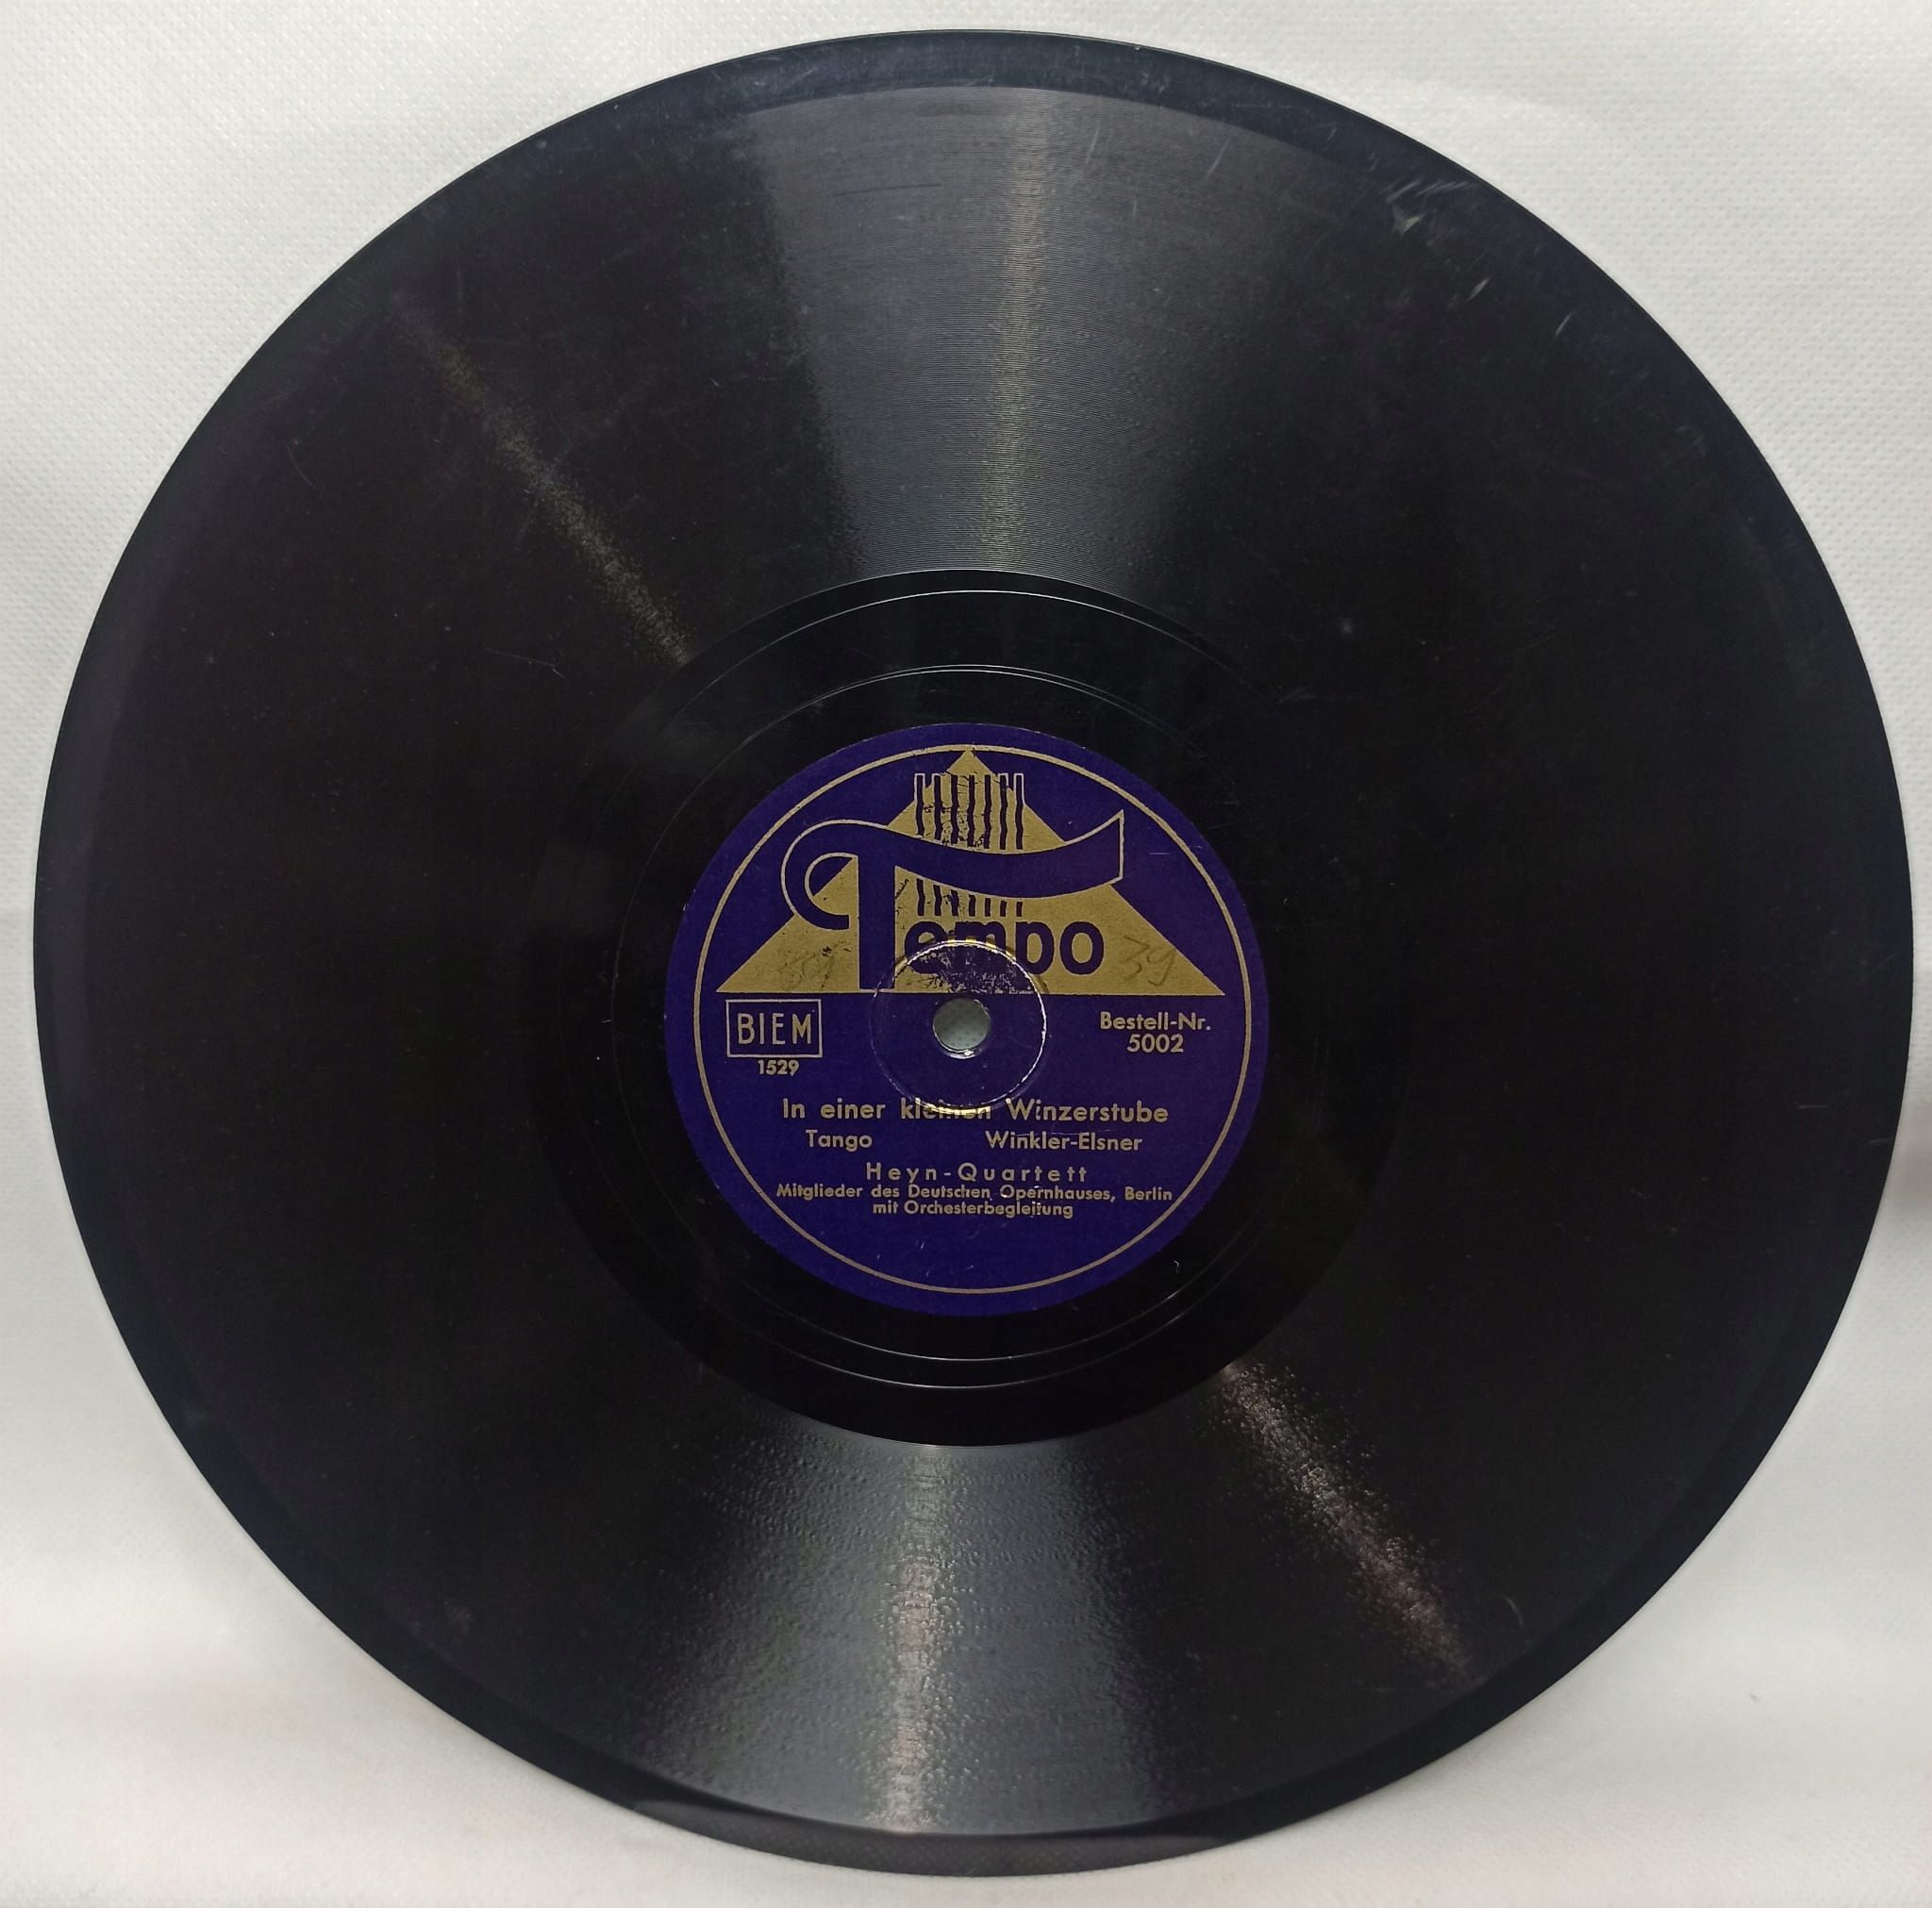 Tempo
39
BIEM
1529
Bestell-Nr.
5002
In einer kleinen Winzerstube
Tango Winkler-Elsner
Heyn-Quartett
Mitglieder des Deutschen Opernhauses, Berlin
mit Orchesterbegleitung